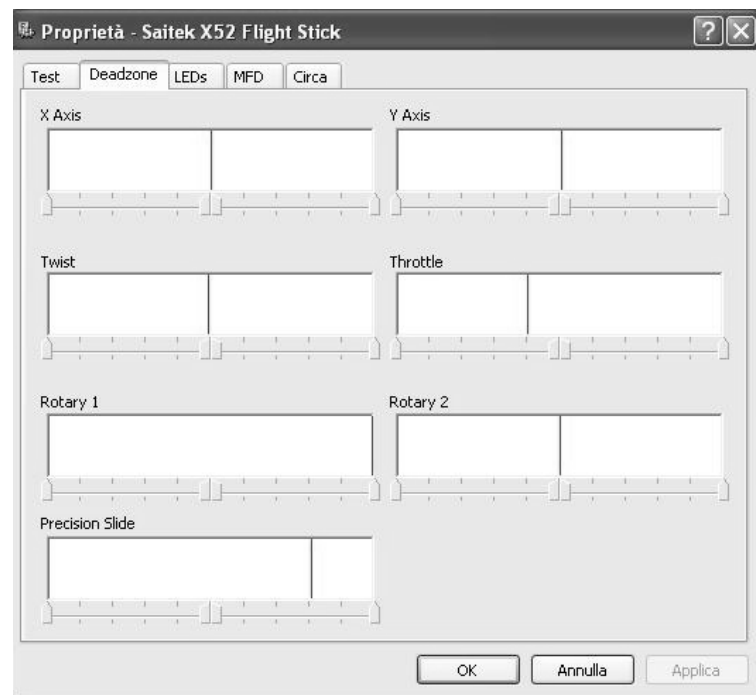 Proprietà - Saitek X52 Flight Stick
Test Deadzone LEDs MFD Circa
X Axis Y Axis
Twist Throttle
Rotary 1 Rotary 2
Precision Slide
OK Annulla Applica